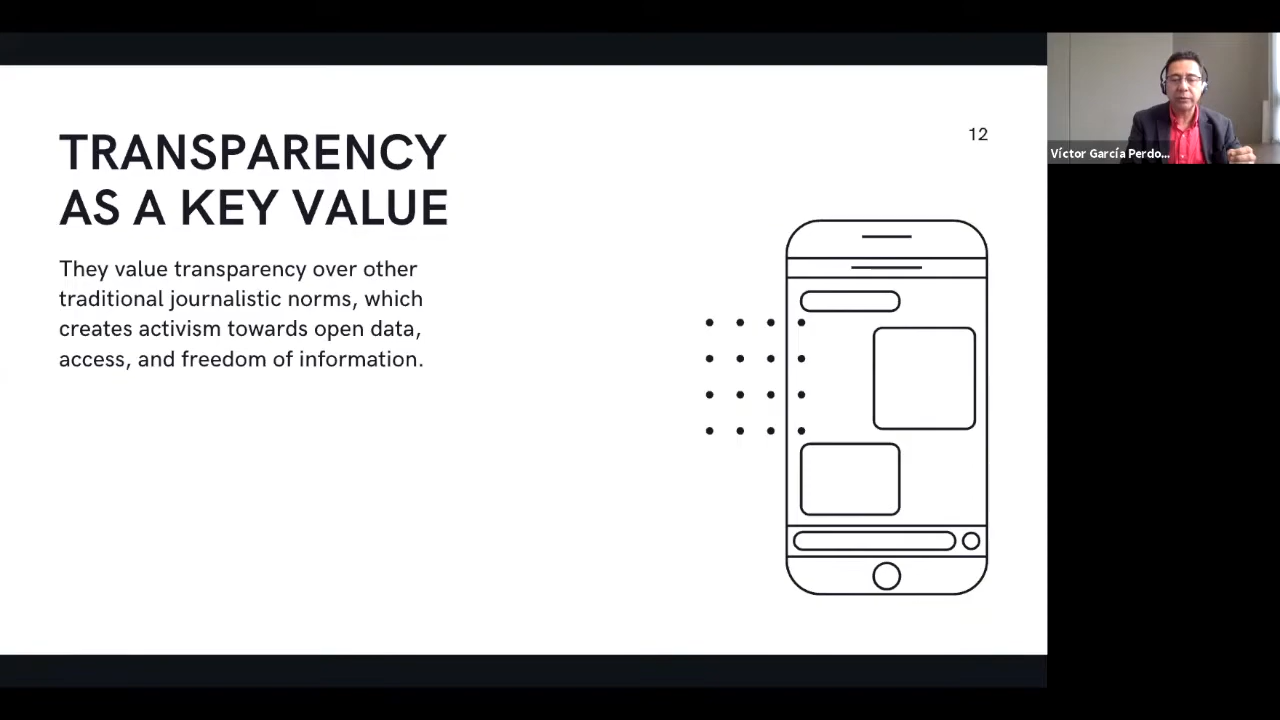 TRANSPARENCY
AS A KEY VALUE
12
They value transparency over other
traditional journalistic norms, which
creates activism towards open data,
access, and freedom of information.
Víctor García Perdo...